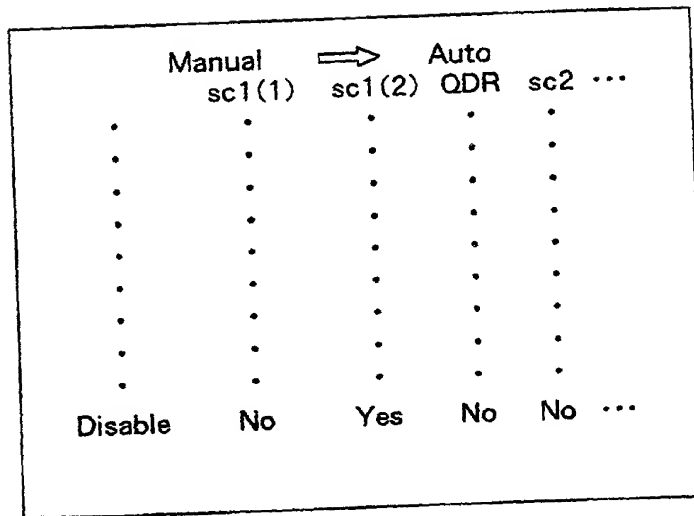 Manual ⇨ Auto
sc1(1) sc1(2) QDR sc2 ···
Disable No Yes No No ···